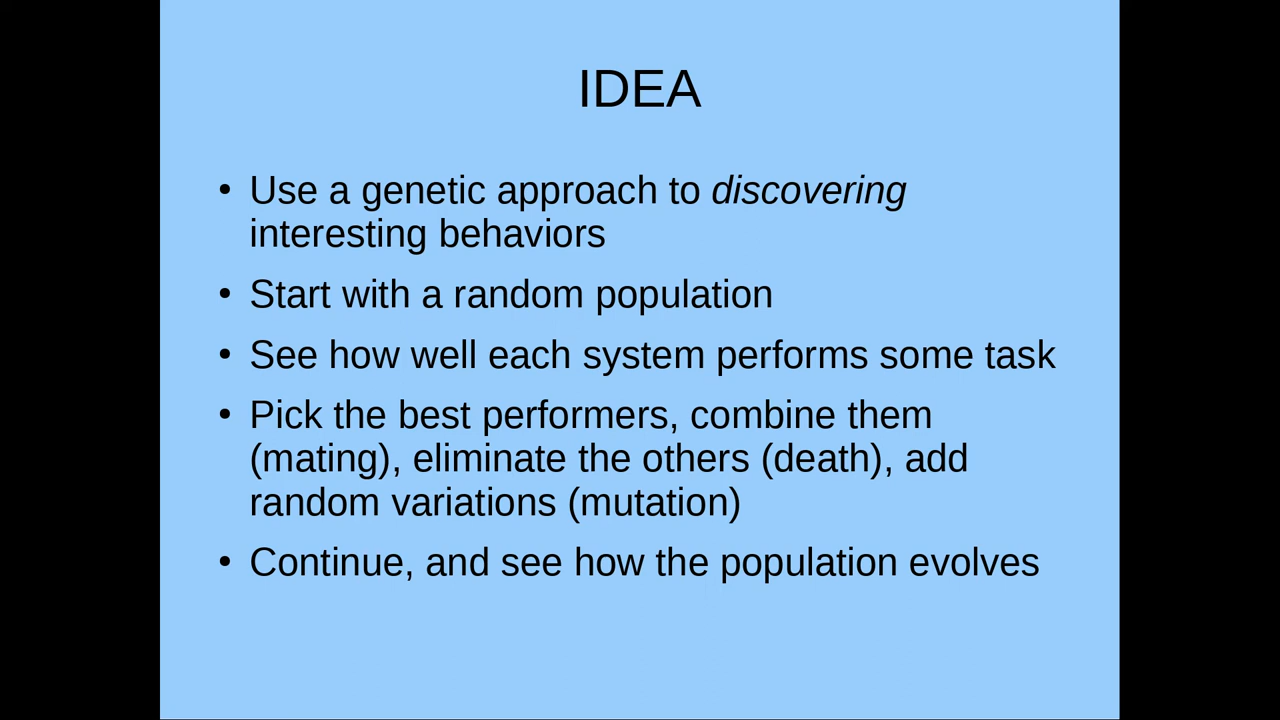 IDEA
• Use a genetic approach to discovering
interesting behaviors
• Start with a random population
• See how well each system performs some task
• Pick the best performers, combine them
(mating), eliminate the others (death), add
random variations (mutation)
• Continue, and see how the population evolves